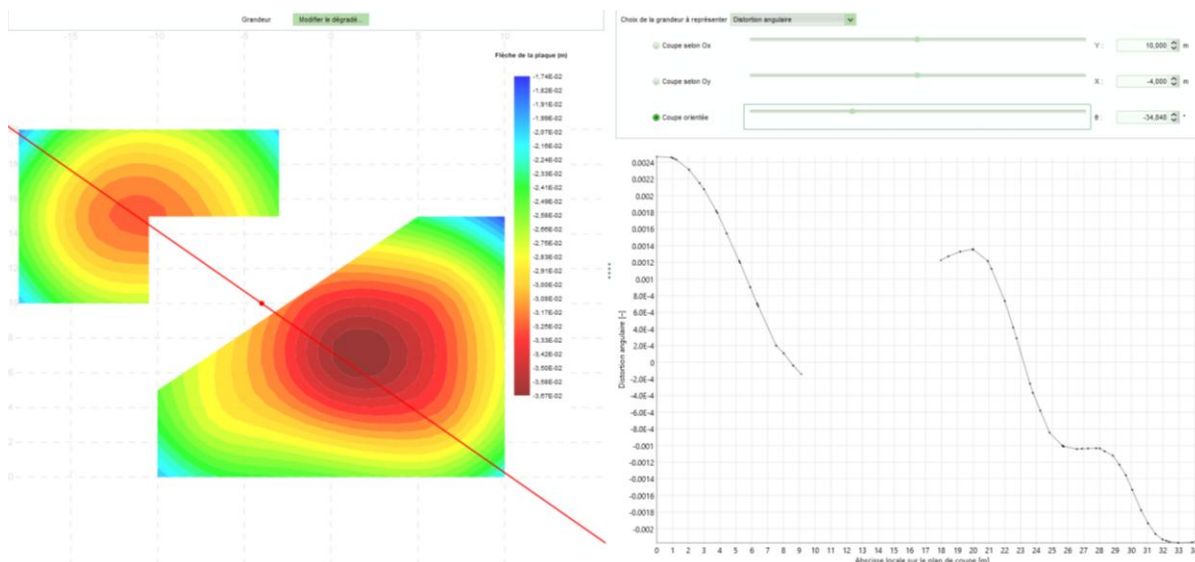 Grandeur Modifier le dégradé...
-15 -10 -5 0 5 10
Flèche de la plaque (m)
-1,74E-02
-1,82E-02
-1,91E-02
-1,99E-02
-2,07E-02
-2,16E-02
-2,24E-02
-2,33E-02
-2,41E-02
-2,49E-02
-2,58E-02
-2,66E-02
-2,75E-02
-2,83E-02
-2,91E-02
-3,00E-02
-3,08E-02
-3,17E-02
-3,25E-02
-3,33E-02
-3,42E-02
-3,50E-02
-3,58E-02
-3,67E-02
Choix de la grandeur à représenter Distortion angulaire
Coupe selon Ox Y : 10,000 m
Coupe selon Oy X : -4,000 m
Coupe orientée θ : -34,848 °
Distortion angulaire [-]
0.0024
0.0022
0.002
0.0018
0.0016
0.0014
0.0012
0.001
8.0E-4
6.0E-4
4.0E-4
2.0E-4
0
-2.0E-4
-4.0E-4
-6.0E-4
-8.0E-4
-0.001
-0.0012
-0.0014
-0.0016
-0.0018
-0.002
0 1 2 3 4 5 6 7 8 9 10 11 12 13 14 15 16 17 18 19 20 21 22 23 24 25 26 27 28 29 30 31 32 33 34
Abscisse locale sur le plan de coupe [m]